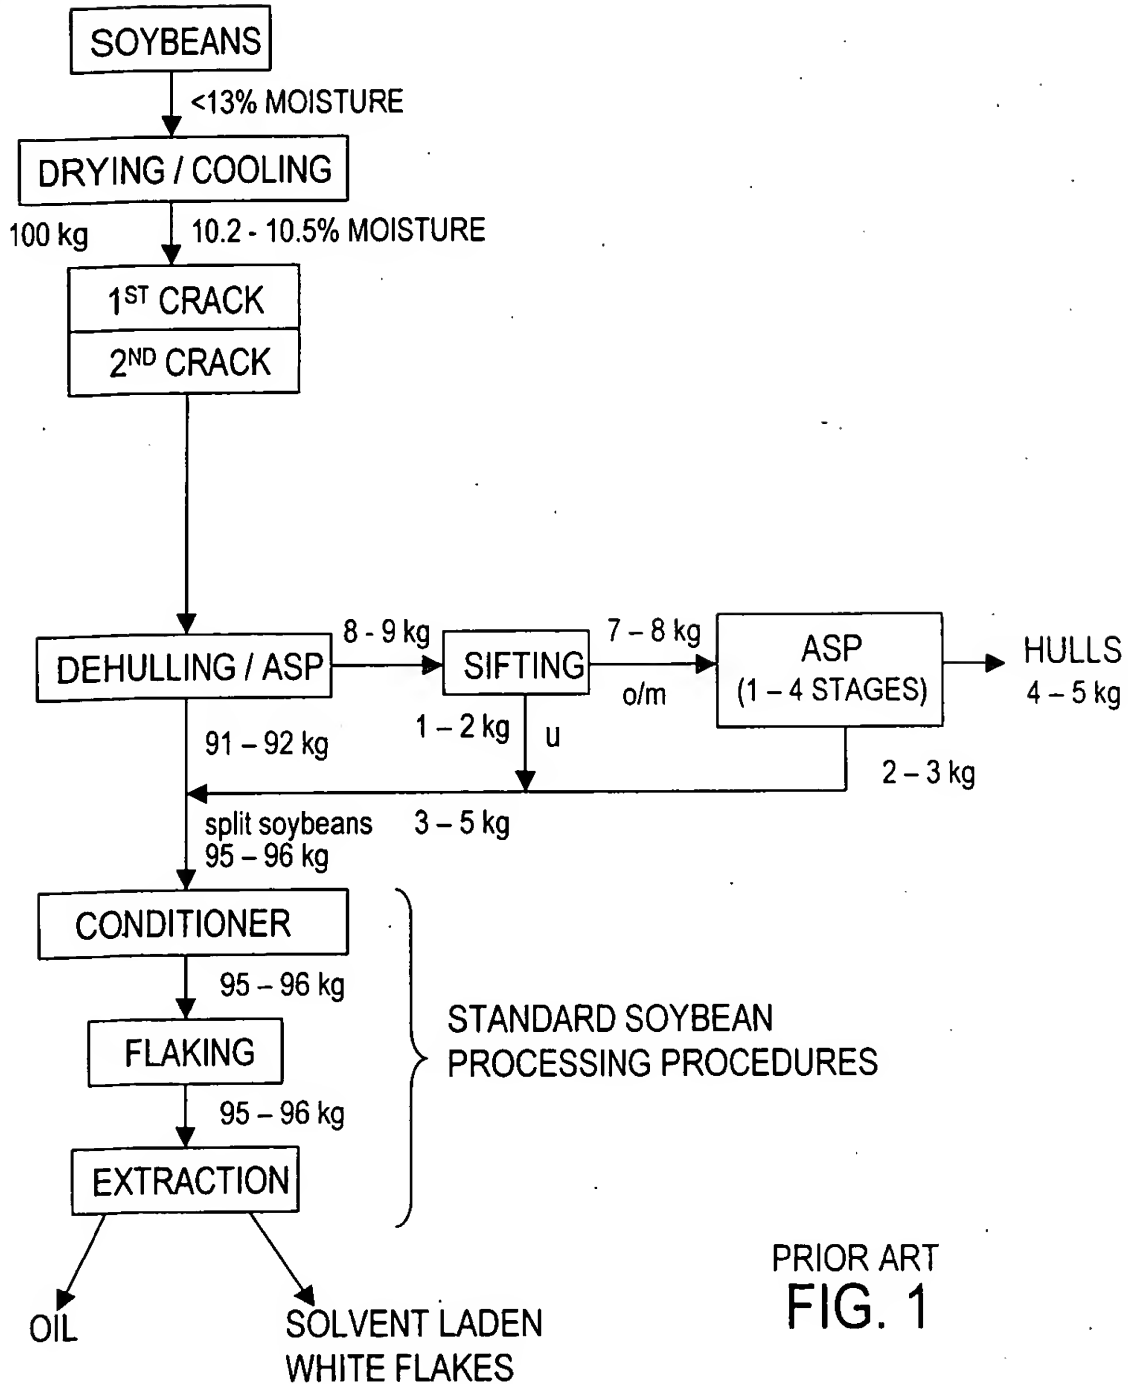 SOYBEANS
<13% MOISTURE
DRYING / COOLING
100 kg
10.2 - 10.5% MOISTURE
1ST CRACK
2ND CRACK
DEHULLING / ASP
8 - 9 kg
SIFTING
7 – 8 kg
o/m
ASP
(1 – 4 STAGES)
HULLS
4 – 5 kg
91 – 92 kg
1 – 2 kg
u
2 – 3 kg
split soybeans
95 – 96 kg
3 – 5 kg
CONDITIONER
95 – 96 kg
FLAKING
95 – 96 kg
EXTRACTION
STANDARD SOYBEAN
PROCESSING PROCEDURES
OIL
SOLVENT LADEN
WHITE FLAKES
PRIOR ART
FIG. 1